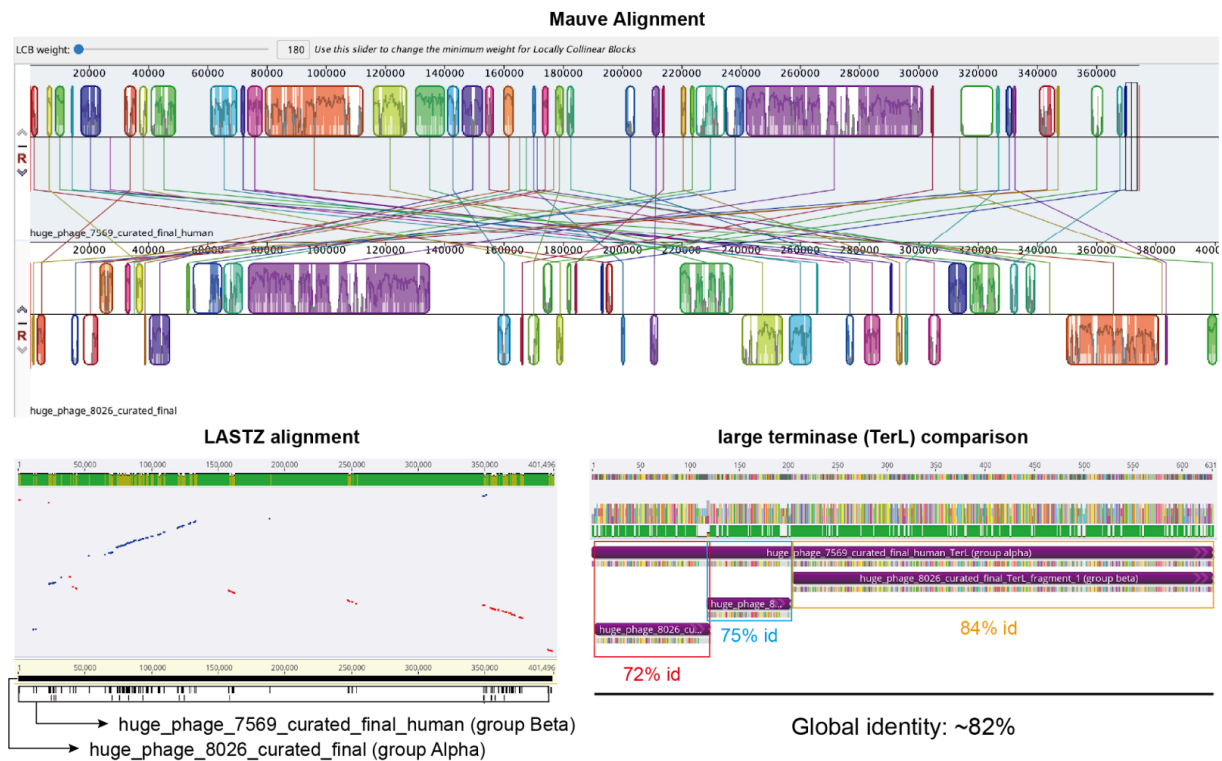 Mauve Alignment
LCB weight: 180 Use this slider to change the minimum weight for Locally Collinear Blocks
20000 40000 60000 80000 100000 120000 140000 160000 180000 200000 220000 240000 260000 280000 300000 320000 340000 360000
R
huge_phage_7569_curated_final_human
20000 40000 60000 80000 100000 120000 140000 160000 180000 200000 220000 240000 260000 280000 300000 320000 340000 360000 380000 4000
R
huge_phage_8026_curated_final
LASTZ alignment
1 50,000 100,000 150,000 200,000 250,000 300,000 350,000 401,496
1 50,000 100,000 150,000 200,000 250,000 300,000 350,000 401,496
huge_phage_7569_curated_final_human (group Beta)
huge_phage_8026_curated_final (group Alpha)
large terminase (TerL) comparison
1 50 100 150 200 250 300 350 400 450 500 550 600 631
huge_phage_7569_curated_final_human_TerL (group alpha)
huge_phage_8026_curated_final_TerL_fragment_1 (group beta)
huge_phage_8...
huge_phage_8026_cu...
75% id
84% id
72% id
Global identity: ~82%